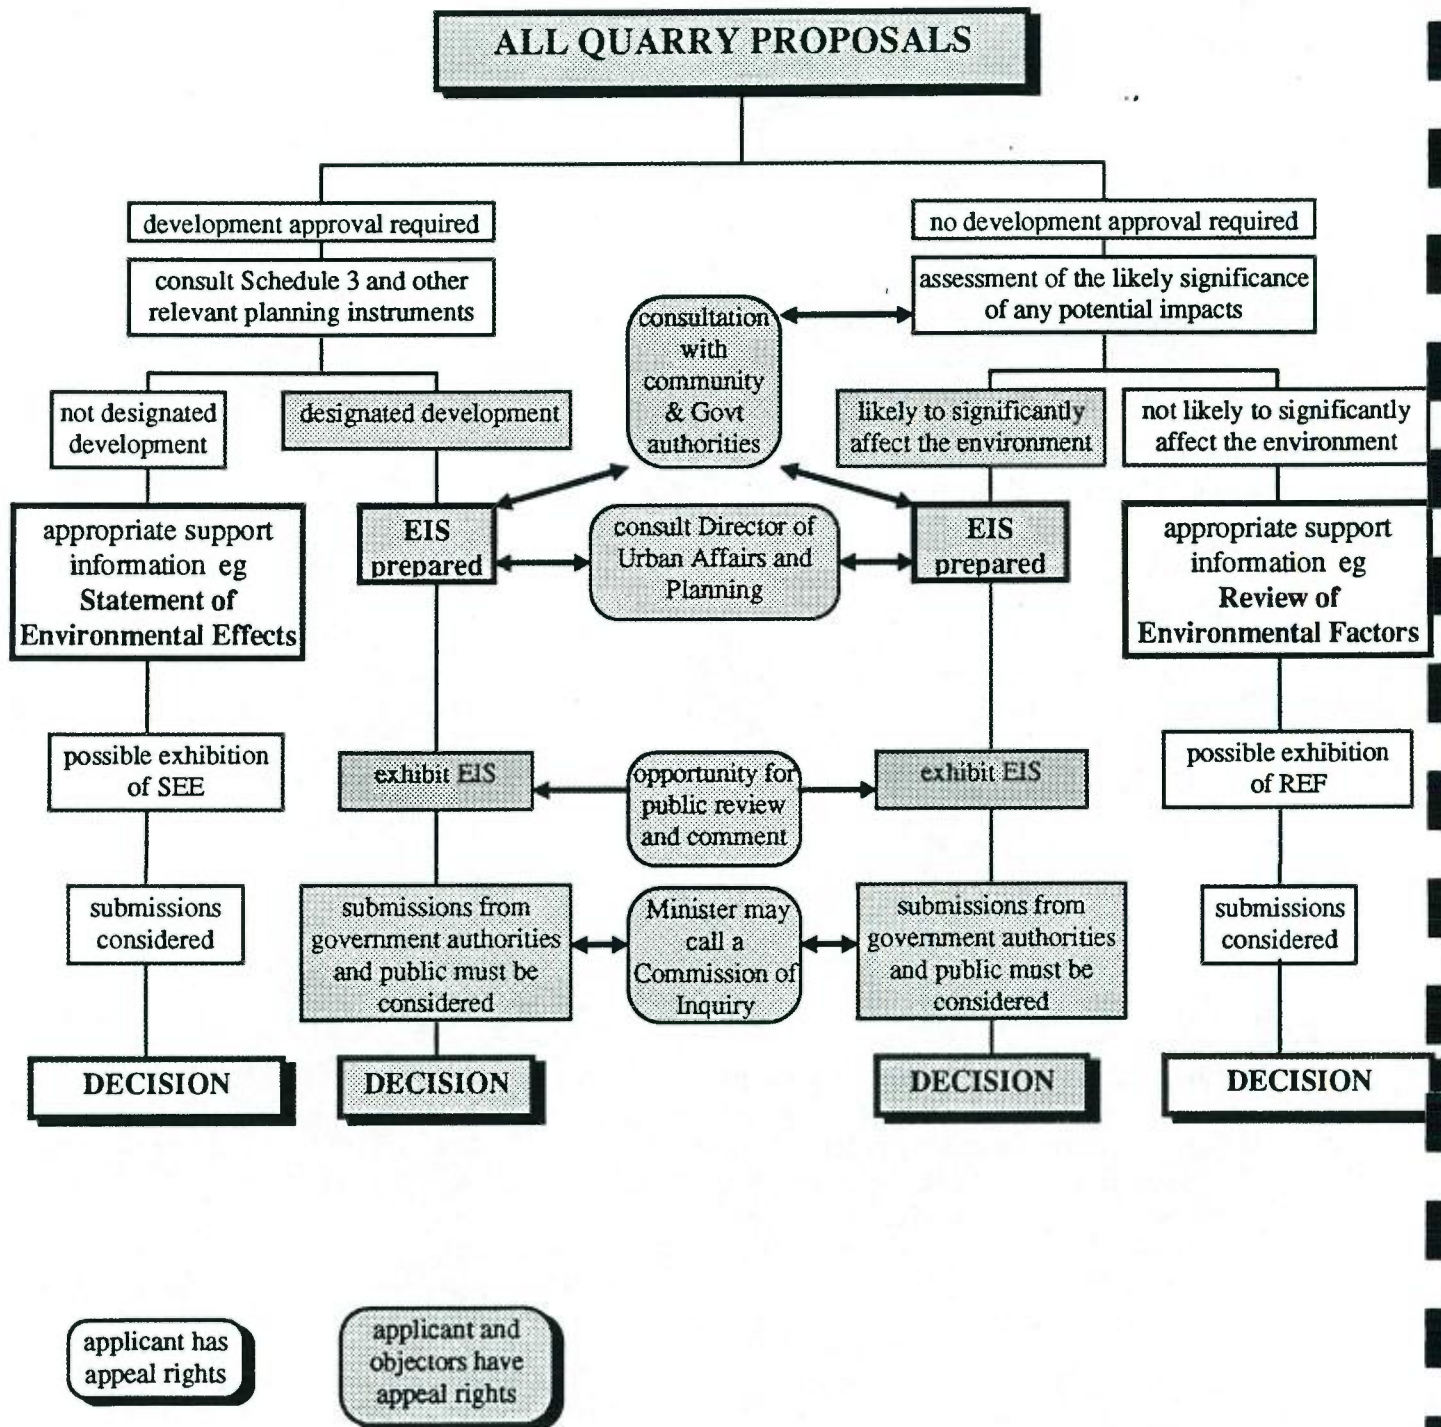 ALL QUARRY PROPOSALS
development approval required
no development approval required
consult Schedule 3 and other
relevant planning instruments
assessment of the likely significance
of any potential impacts
consultation
with
community
& Govt
authorities
not designated
development
designated development
likely to significantly
affect the environment
not likely to significantly
affect the environment
appropriate support
information eg
Statement of
Environmental Effects
EIS
prepared
consult Director of
Urban Affairs and
Planning
EIS
prepared
appropriate support
information eg
Review of
Environmental Factors
possible exhibition
of SEE
exhibit EIS
opportunity for
public review
and comment
exhibit EIS
possible exhibition
of REF
submissions
considered
submissions from
government authorities
and public must be
considered
Minister may
call a
Commission of
Inquiry
submissions from
government authorities
and public must be
considered
submissions
considered
DECISION
DECISION
DECISION
DECISION
applicant has
appeal rights
applicant and
objectors have
appeal rights